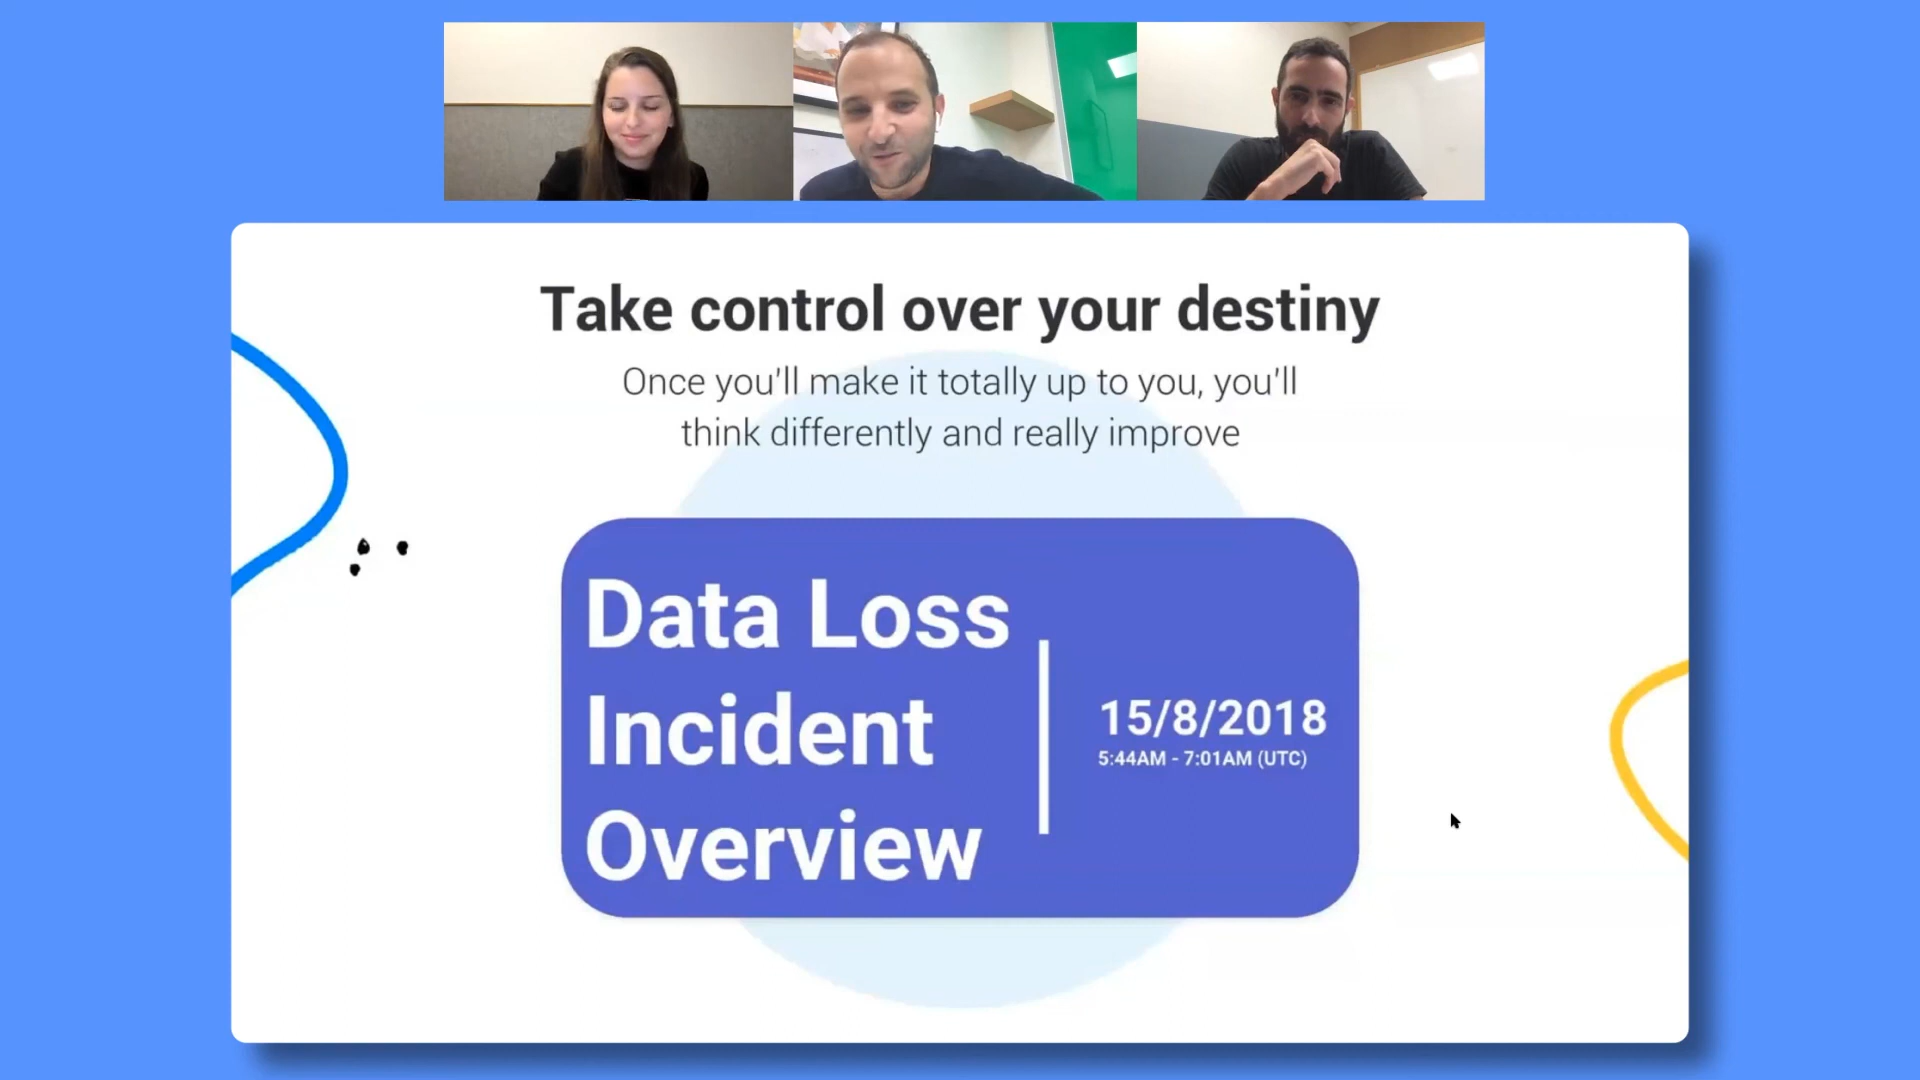 Take control over your destiny
Once you'll make it totally up to you, you'll
think differently and really improve
Data Loss
Incident
Overview
15/8/2018
5:44AM - 7:01AM (UTC)